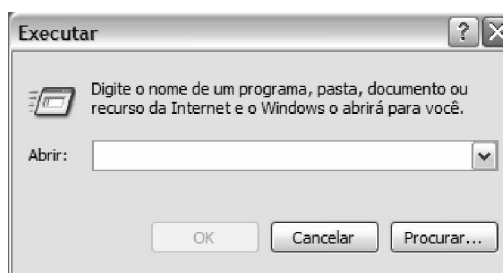 Executar
Digite o nome de um programa, pasta, documento ou
recurso da Internet e o Windows o abrirá para você.
Abrir:
OK Cancelar Procurar...